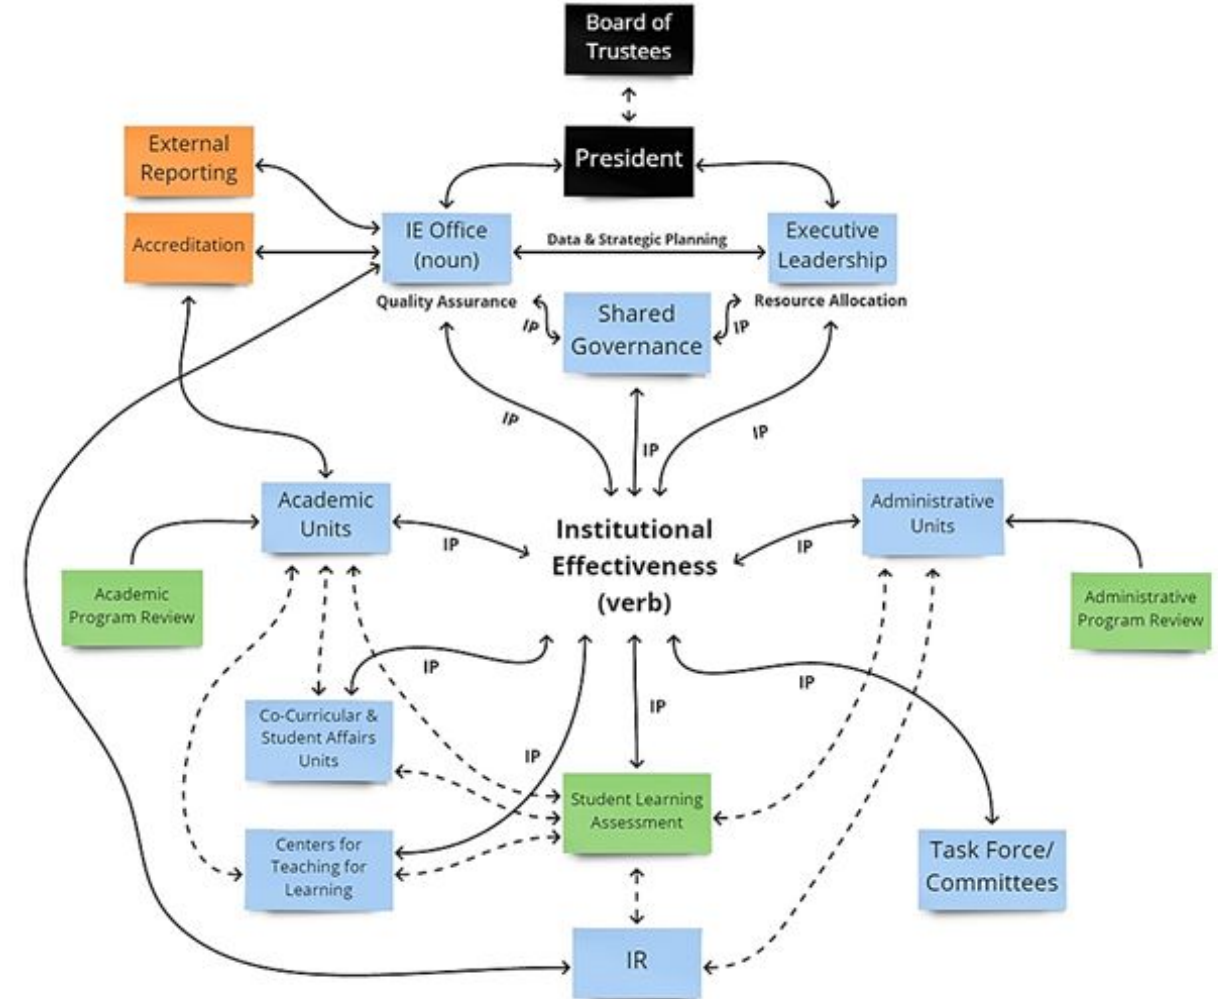 Board of
Trustees
President
External
Reporting
Accreditation
IE Office
(noun)
Data & Strategic Planning
Executive
Leadership
Quality Assurance
Resource Allocation
IP
Shared
Governance
IP
IP
IP
IP
Academic
Units
IP
Institutional
Effectiveness
(verb)
IP
Administrative
Units
Academic
Program Review
Administrative
Program Review
IP
IP
IP
IP
Co-Curricular &
Student Affairs
Units
Student Learning
Assessment
Centers for
Teaching for
Learning
Task Force/
Committees
IR